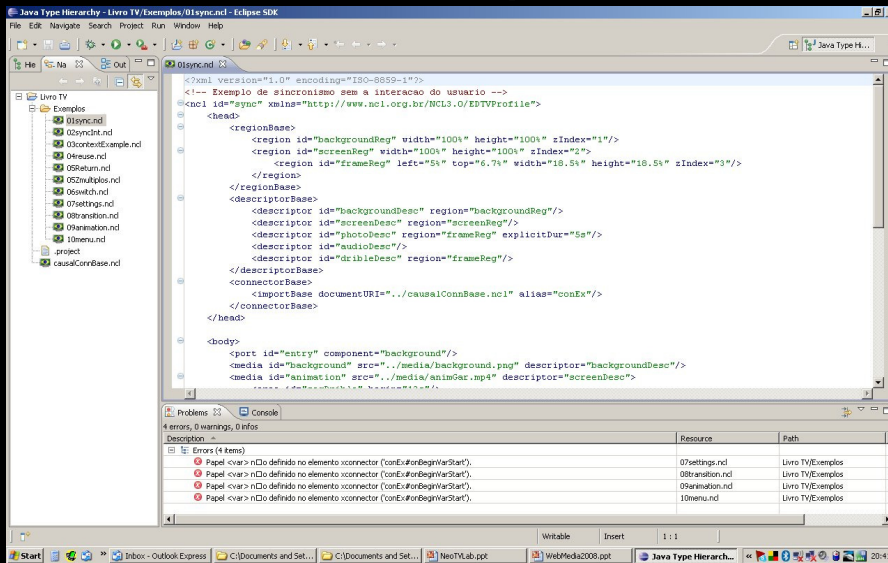 Java Type Hierarchy - Livro TV/Exemplos/01sync.ncl - Eclipse SDK
File Edit Navigate Search Project Run Window Help
Java Type Hi...
Hie Na Out
01sync.ncl
Livro TV
Exemplos
01sync.ncl
02syncInt.ncl
03contextExample.ncl
04reuse.ncl
05Return.ncl
05Zmultiplos.ncl
06switch.ncl
07settings.ncl
08transition.ncl
09animation.ncl
10menu.ncl
.project
causalConnBase.ncl
<?xml version="1.0" encoding="ISO-8859-1"?>
<!-- Exemplo de sincronismo sem a interacao do usuario -->
<ncl id="sync" xmlns="http://www.ncl.org.br/NCL3.0/EDTVProfile">
<head>
<regionBase>
<region id="backgroundReg" width="100%" height="100%" zIndex="1"/>
<region id="screenReg" width="100%" height="100%" zIndex="2">
<region id="frameReg" left="5%" top="6.7%" width="18.5%" height="18.5%" zIndex="3"/>
</region>
</regionBase>
<descriptorBase>
<descriptor id="backgroundDesc" region="backgroundReg"/>
<descriptor id="screenDesc" region="screenReg"/>
<descriptor id="photoDesc" region="frameReg" explicitDur="5s"/>
<descriptor id="audioDesc"/>
<descriptor id="dribleDesc" region="frameReg"/>
</descriptorBase>
<connectorBase>
<importBase documentURI="../causalConnBase.ncl" alias="conEx"/>
</connectorBase>
</head>
<body>
<port id="entry" component="background"/>
<media id="background" src="../media/background.png" descriptor="backgroundDesc"/>
<media id="animation" src="../media/animGar.mp4" descriptor="screenDesc">
Problems Console
4 errors, 0 warnings, 0 infos
Description Resource Path
Errors (4 items)
Papel <var> n□o definido no elemento xconnector ('conEx#onBeginVarStart'). 07settings.ncl Livro TV/Exemplos
Papel <var> n□o definido no elemento xconnector ('conEx#onBeginVarStart'). 08transition.ncl Livro TV/Exemplos
Papel <var> n□o definido no elemento xconnector ('conEx#onBeginVarStart'). 09animation.ncl Livro TV/Exemplos
Papel <var> n□o definido no elemento xconnector ('conEx#onBeginVarStart'). 10menu.ncl Livro TV/Exemplos
Writable Insert 1 : 1
Start Inbox - Outlook Express C:\Documents and Set... C:\Documents and Set... NeoTVLab.ppt WebMedia2008.ppt Java Type Hierarch...